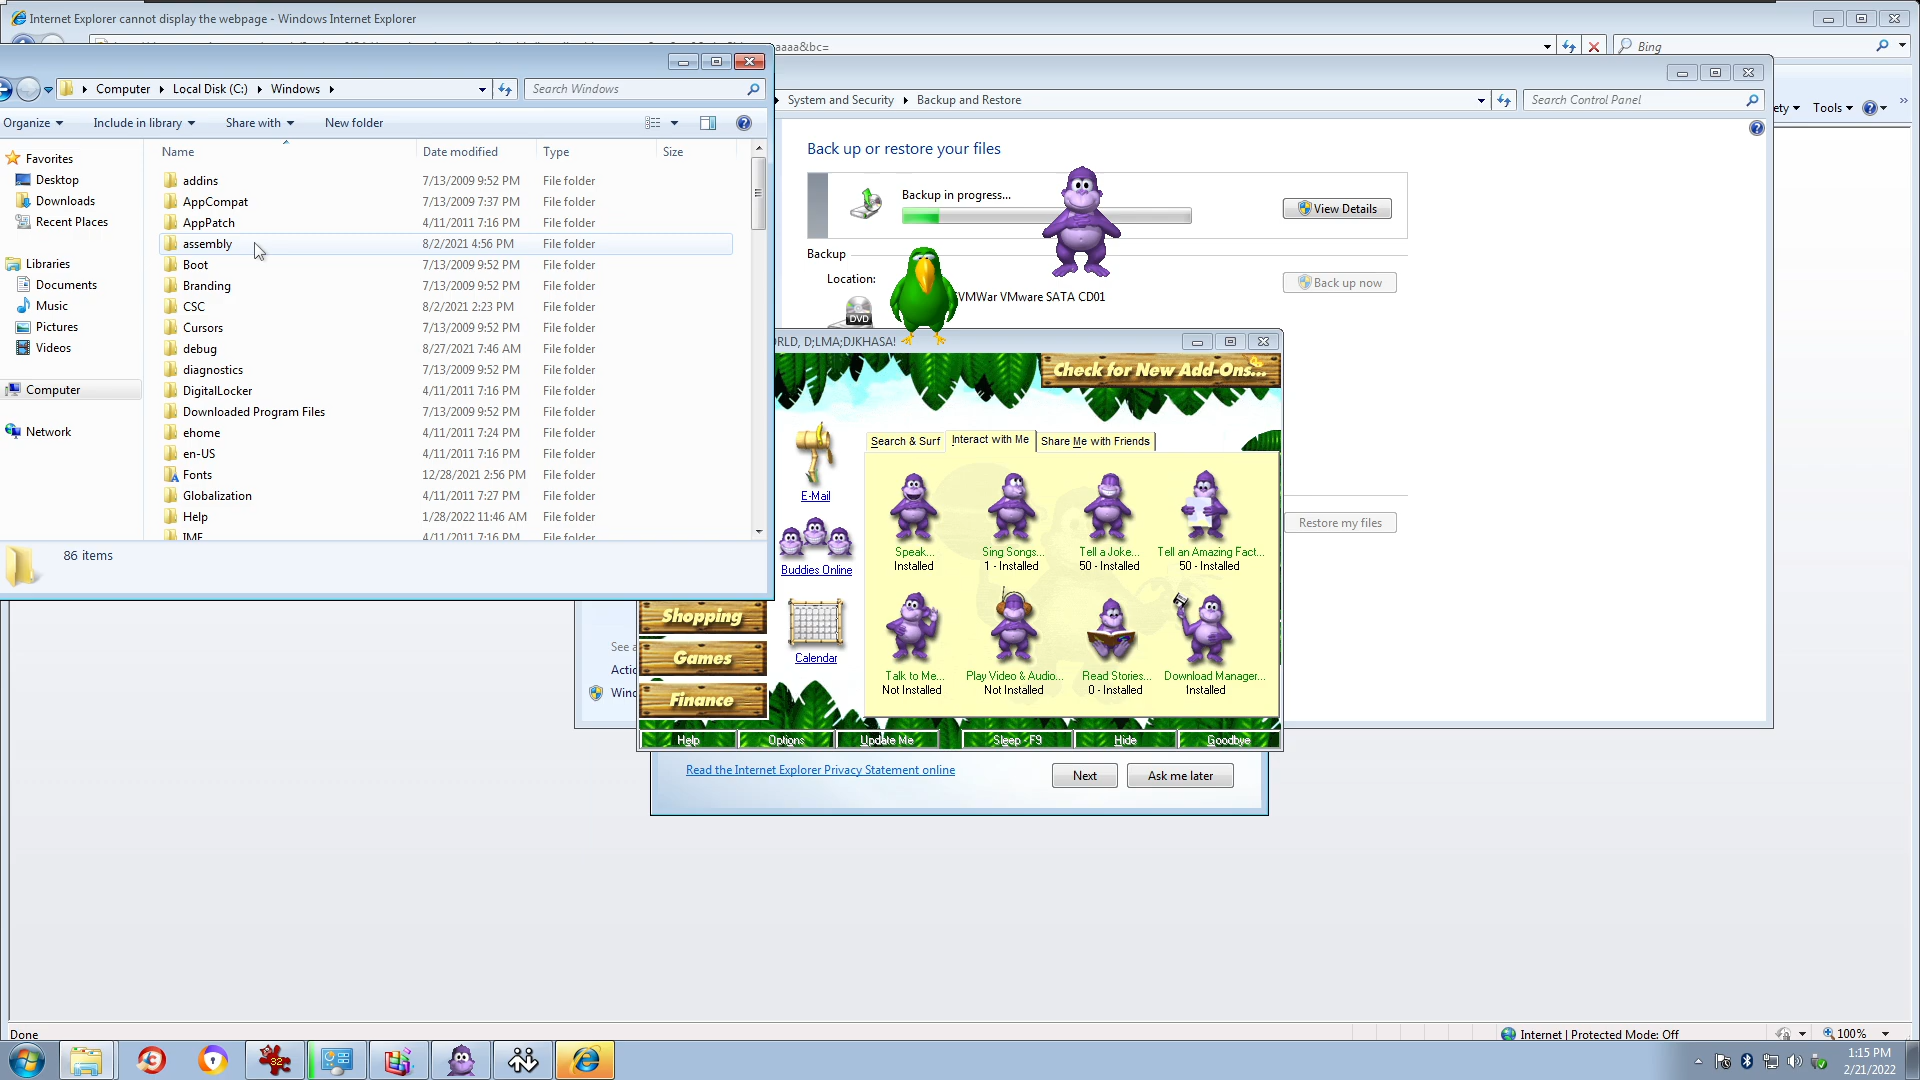 Internet Explorer cannot display the webpage - Windows Internet Explorer
aaaa&bc=
Bing
Computer Local Disk (C:) Windows
Search Windows
System and Security Backup and Restore
Search Control Panel
ety Tools
Organize Include in library Share with New folder
Name Date modified Type Size
Favorites
Desktop
Downloads
Recent Places
Libraries
Documents
Music
Pictures
Videos
Computer
Network
addins 7/13/2009 9:52 PM File folder
AppCompat 7/13/2009 7:37 PM File folder
AppPatch 4/11/2011 7:16 PM File folder
assembly 8/2/2021 4:56 PM File folder
Boot 7/13/2009 9:52 PM File folder
Branding 7/13/2009 9:52 PM File folder
CSC 8/2/2021 2:23 PM File folder
Cursors 7/13/2009 9:52 PM File folder
debug 8/27/2021 7:46 AM File folder
diagnostics 7/13/2009 9:52 PM File folder
DigitalLocker 4/11/2011 7:16 PM File folder
Downloaded Program Files 7/13/2009 9:52 PM File folder
ehome 4/11/2011 7:24 PM File folder
en-US 4/11/2011 7:16 PM File folder
Fonts 12/28/2021 2:56 PM File folder
Globalization 4/11/2011 7:27 PM File folder
Help 1/28/2022 11:46 AM File folder
IME 4/11/2011 7:16 PM File folder
86 items
Back up or restore your files
Backup in progress...
View Details
Backup
Location:
VMWar VMware SATA CD01
DVD
Back up now
Restore my files
See a
Actio
Wind
RLD, D;LMA;DJKHASA!
Check for New Add-Ons...
Search & Surf Interact with Me Share Me with Friends
E-Mail
Buddies Online
Calendar
Shopping
Games
Finance
Speak... Sing Songs... Tell a Joke... Tell an Amazing Fact...
Installed 1 - Installed 50 - Installed 50 - Installed
Talk to Me... Play Video & Audio... Read Stories... Download Manager...
Not Installed Not Installed 0 - Installed Installed
Help Options Update Me Sleep - F9 Hide Goodbye
Read the Internet Explorer Privacy Statement online
Next
Ask me later
Done
Internet | Protected Mode: Off
100%
32
1:15 PM
2/21/2022